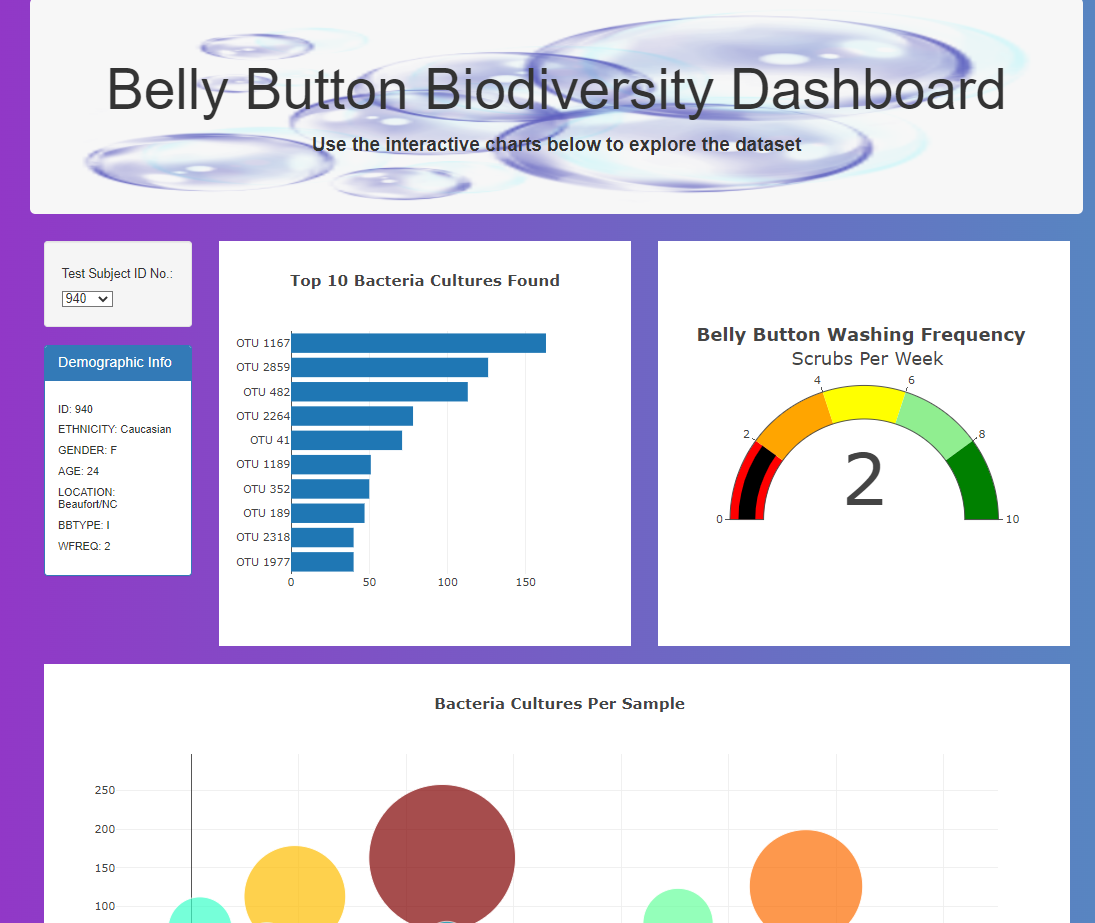 Belly Button Biodiversity Dashboard
Use the interactive charts below to explore the dataset
Test Subject ID No.:
940
Demographic Info
ID: 940
ETHNICITY: Caucasian
GENDER: F
AGE: 24
LOCATION:
Beaufort/NC
BBTYPE: I
WFREQ: 2
Top 10 Bacteria Cultures Found
OTU 1167
OTU 2859
OTU 482
OTU 2264
OTU 41
OTU 1189
OTU 352
OTU 189
OTU 2318
OTU 1977
0 50 100 150
Belly Button Washing Frequency
Scrubs Per Week
4 6
2 8
2
0 10
Bacteria Cultures Per Sample
250
200
150
100